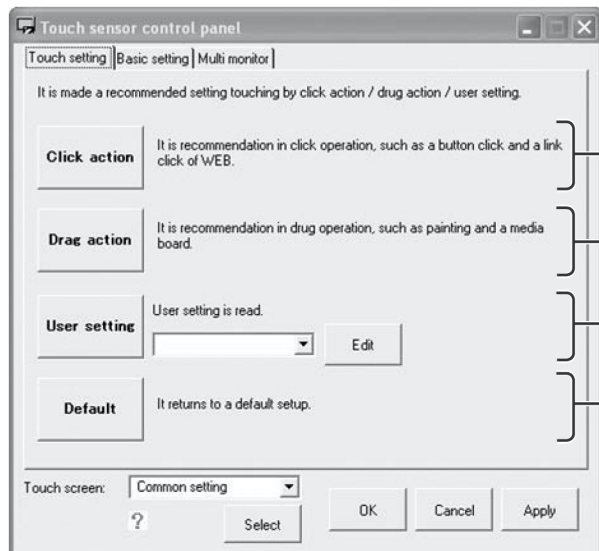 Touch sensor control panel
Touch setting Basic setting Multi monitor
It is made a recommended setting touching by click action / drag action / user setting.
Click action
It is recommendation in click operation, such as a button click and a link
click of WEB.
Drag action
It is recommendation in drug operation, such as painting and a media
board.
User setting
User setting is read.
Edit
Default
It returns to a default setup.
Touch screen: Common setting
?
Select
OK
Cancel
Apply